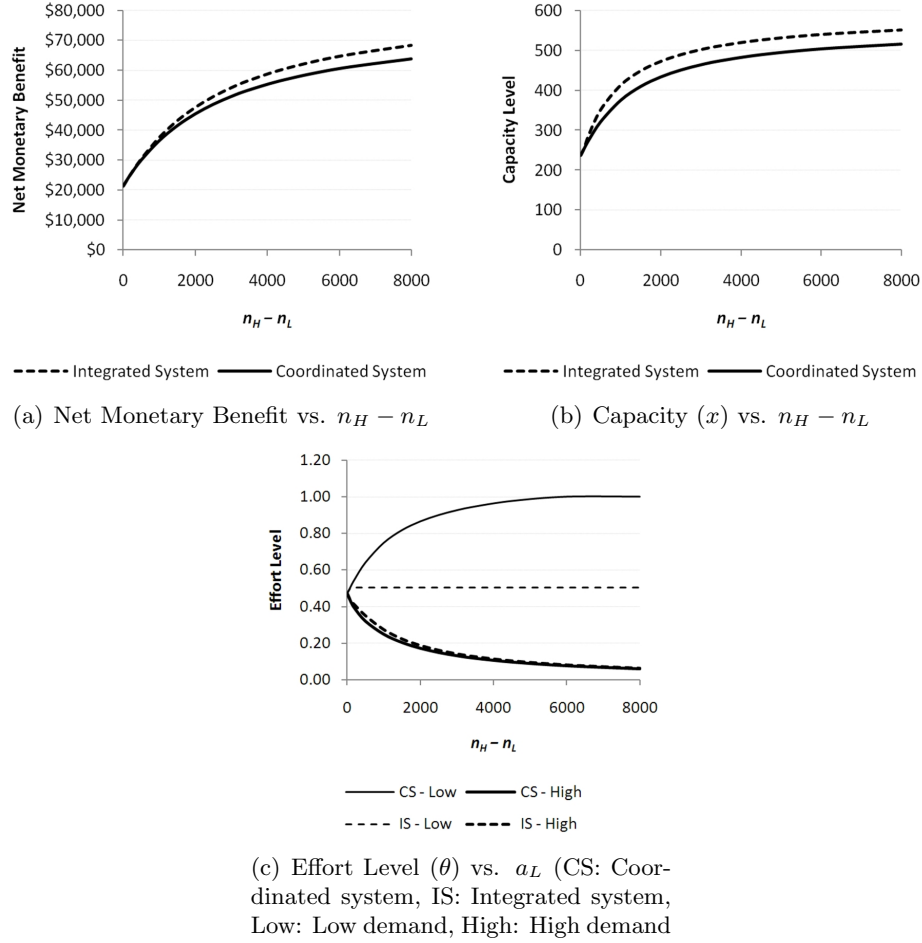 $80,000
$70,000
$60,000
$50,000
$40,000
$30,000
$20,000
$10,000
$0
Net Monetary Benefit
0 2000 4000 6000 8000
n_H – n_L
Integrated System Coordinated System
(a) Net Monetary Benefit vs. n_H − n_L
600
500
400
300
200
100
0
Capacity Level
0 2000 4000 6000 8000
n_H – n_L
Integrated System Coordinated System
(b) Capacity (x) vs. n_H − n_L
1.20
1.00
0.80
0.60
0.40
0.20
0.00
Effort Level
0 2000 4000 6000 8000
n_H – n_L
CS - Low CS - High
IS - Low IS - High
(c) Effort Level (θ) vs. a_L (CS: Coor-
dinated system, IS: Integrated system,
Low: Low demand, High: High demand